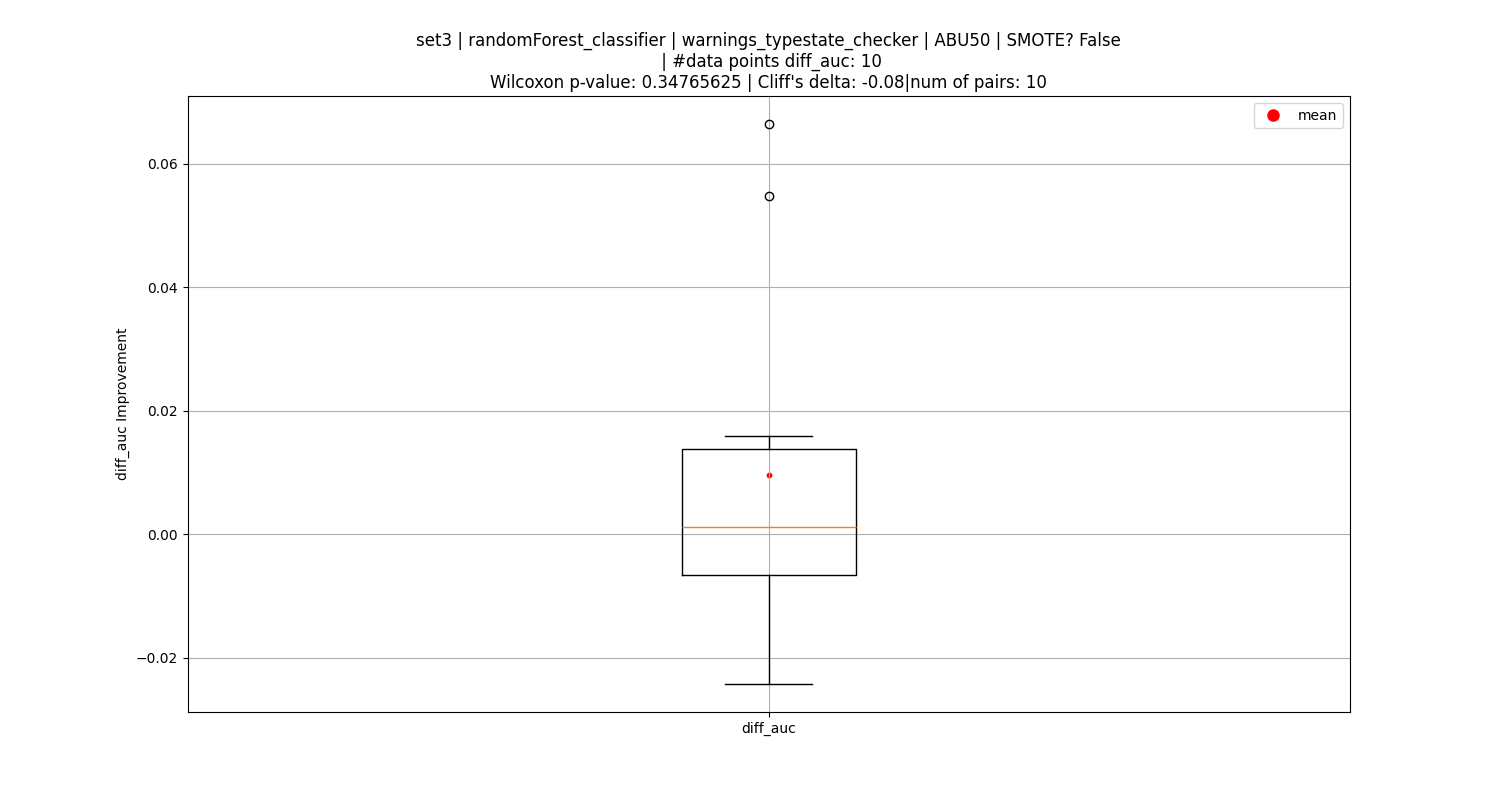 set3 | randomForest_classifier | warnings_typestate_checker | ABU50 | SMOTE? False
| #data points diff_auc: 10
Wilcoxon p-value: 0.34765625 | Cliff's delta: -0.08|num of pairs: 10
mean
0.06
0.04
0.02
0.00
−0.02
diff_auc Improvement
diff_auc